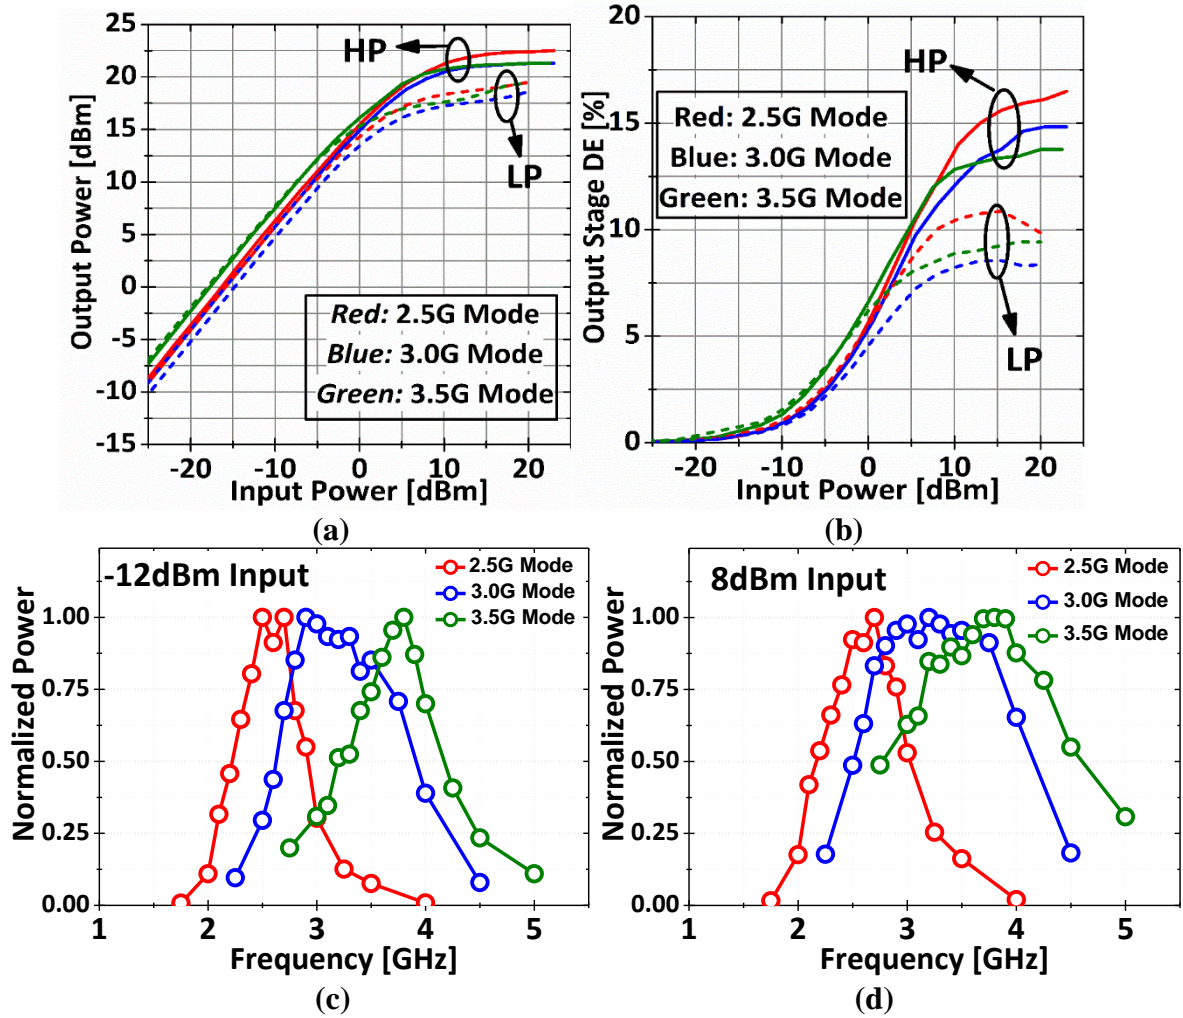 25
20
15
10
5
0
-5
-10
-15
Output Power [dBm]
HP
LP
Red: 2.5G Mode
Blue: 3.0G Mode
Green: 3.5G Mode
-20
-10
0
10
20
Input Power [dBm]
(a)
20
15
10
5
0
Output Stage DE [%]
HP
Red: 2.5G Mode
Blue: 3.0G Mode
Green: 3.5G Mode
LP
-20
-10
0
10
20
Input Power [dBm]
(b)
-12dBm Input
2.5G Mode
3.0G Mode
3.5G Mode
1.00
0.75
0.50
0.25
0.00
Normalized Power
1
2
3
4
5
Frequency [GHz]
(c)
8dBm Input
2.5G Mode
3.0G Mode
3.5G Mode
1.00
0.75
0.50
0.25
0.00
Normalized Power
1
2
3
4
5
Frequency [GHz]
(d)